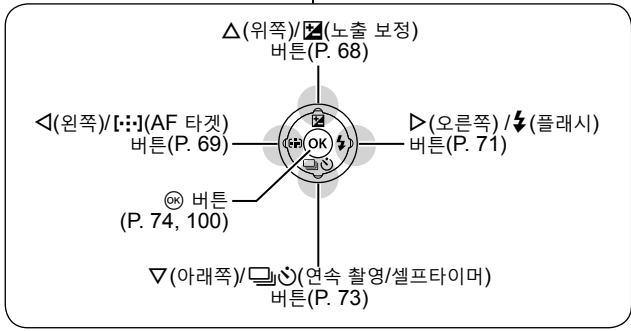 △(위쪽)/(노출 보정)
버튼(P. 68)
◁(왼쪽)/[·:·](AF 타겟)
버튼(P. 69)
▷(오른쪽) /(플래시)
버튼(P. 71)
OK
OK 버튼
(P. 74, 100)
▽(아래쪽)/(연속 촬영/셀프타이머)
버튼(P. 73)